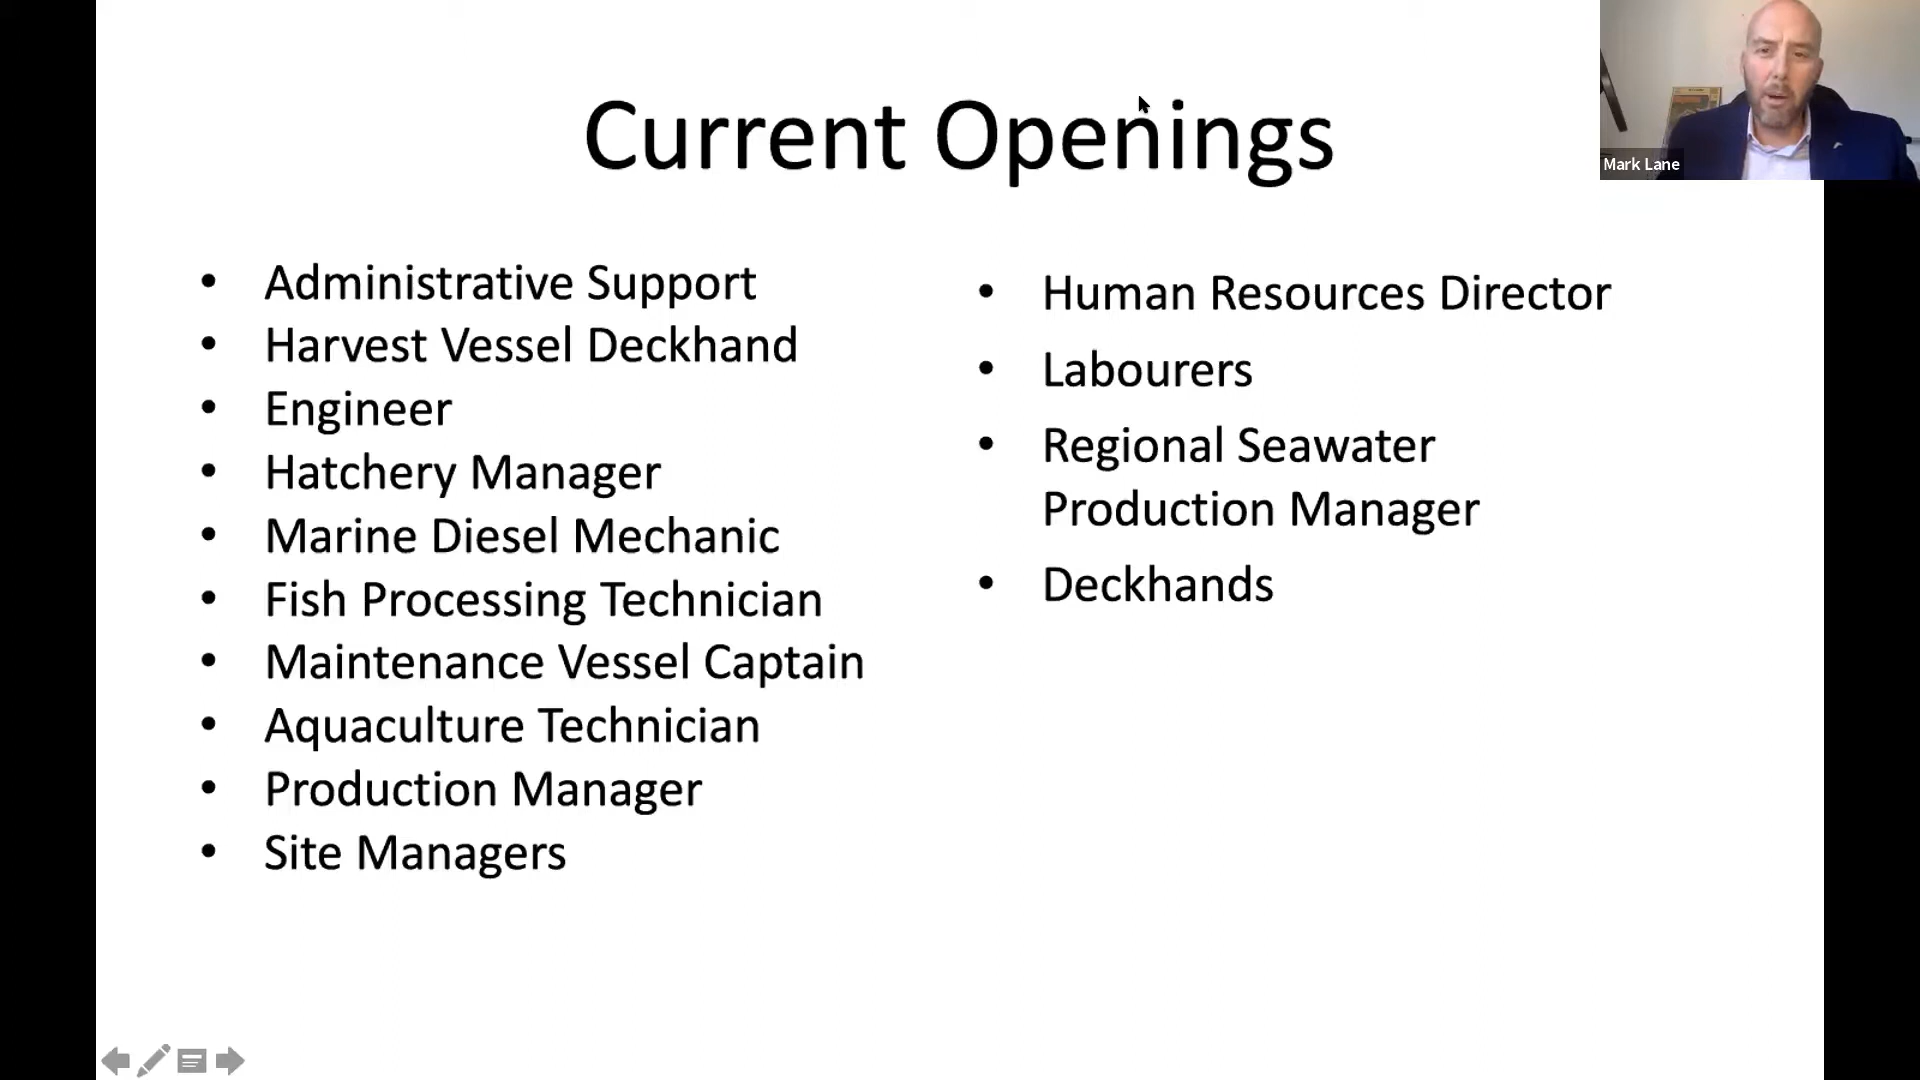 Current Openings
Mark Lane
• Administrative Support
• Harvest Vessel Deckhand
• Engineer
• Hatchery Manager
• Marine Diesel Mechanic
• Fish Processing Technician
• Maintenance Vessel Captain
• Aquaculture Technician
• Production Manager
• Site Managers
• Human Resources Director
• Labourers
• Regional Seawater
Production Manager
• Deckhands